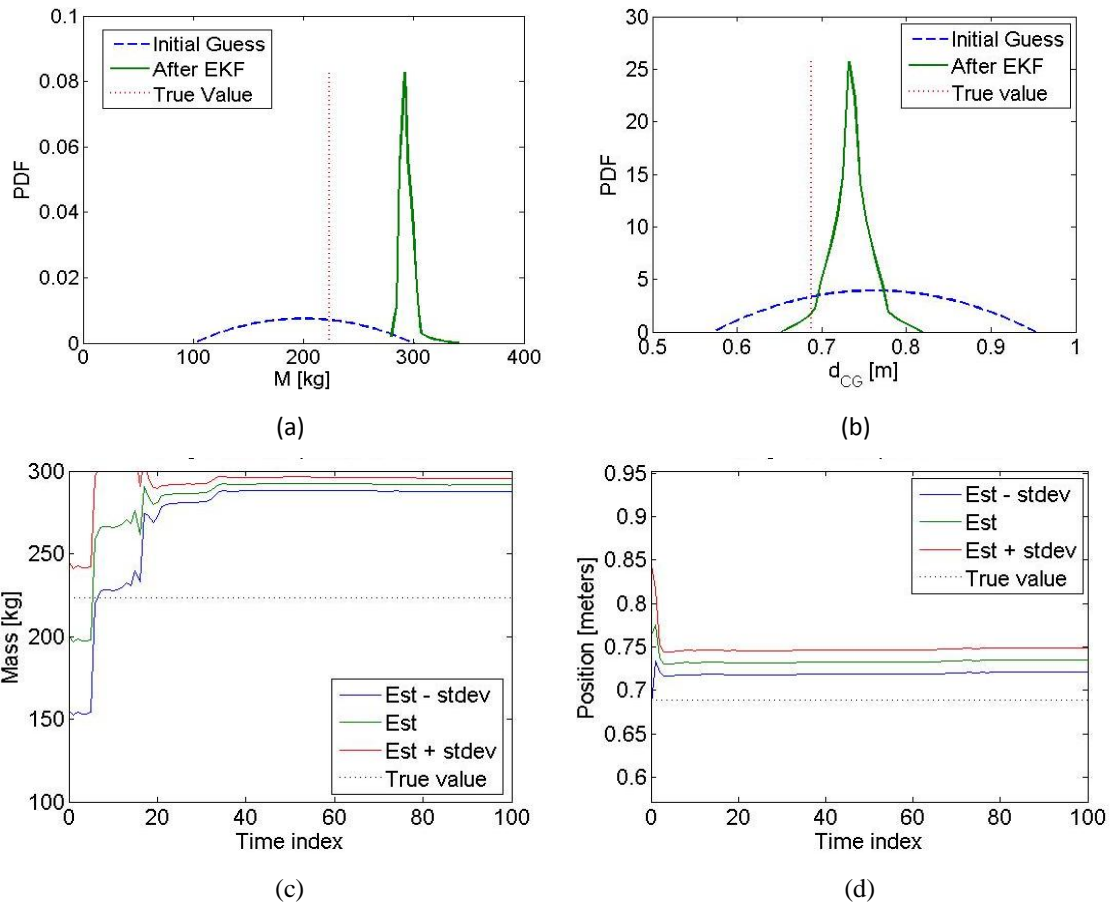 0.1
0.08
0.06
0.04
0.02
0
PDF
Initial Guess
After EKF
True Value
0 100 200 300 400
M [kg]
(a)
30
25
20
15
10
5
0
PDF
Initial Guess
After EKF
True value
0.5 0.6 0.7 0.8 0.9 1
d_CG [m]
(b)
300
250
200
150
100
Mass [kg]
Est - stdev
Est
Est + stdev
True value
0 20 40 60 80 100
Time index
(c)
0.95
0.9
0.85
0.8
0.75
0.7
0.65
0.6
Position [meters]
Est - stdev
Est
Est + stdev
True value
0 20 40 60 80 100
Time index
(d)